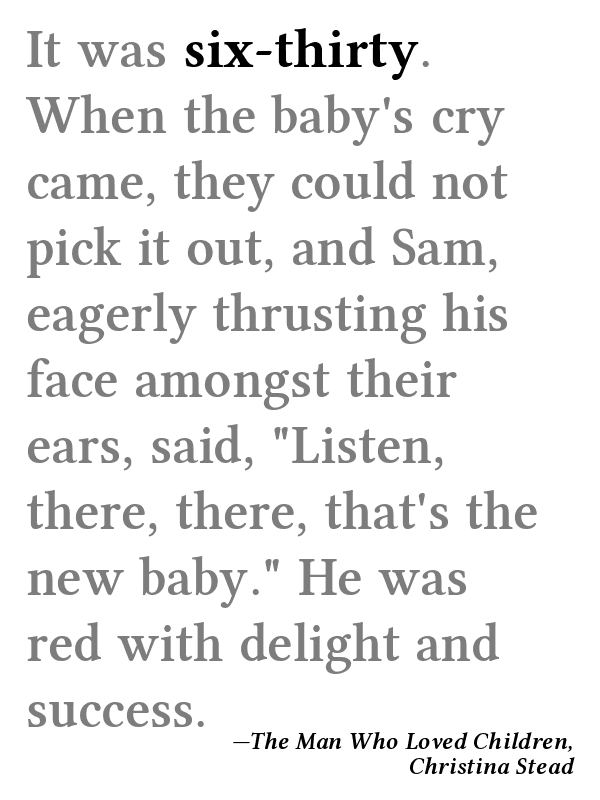 It was six-thirty.
When the baby's cry
came, they could not
pick it out, and Sam,
eagerly thrusting his
face amongst their
ears, said, "Listen,
there, there, that's the
new baby." He was
red with delight and
success.
—The Man Who Loved Children,
Christina Stead